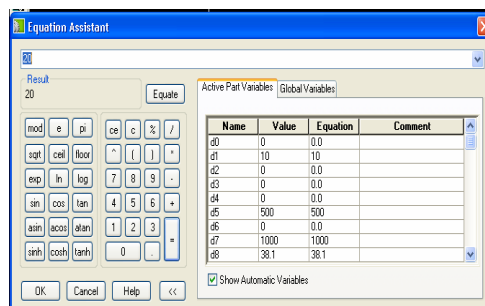 Equation Assistant
20
Result
20
Equate
Active Part Variables
Global Variables
mod e pi ce c % /
sqrt ceil floor ^ ( ) *
exp ln log 7 8 9 -
sin cos tan 4 5 6 +
asin acos atan 1 2 3 =
sinh cosh tanh 0 .
Name Value Equation Comment
d0 0 0.0
d1 10 10
d2 0 0.0
d3 0 0.0
d4 0 0.0
d5 500 500
d6 0 0.0
d7 1000 1000
d8 38.1 38.1
Show Automatic Variables
OK Cancel Help <<